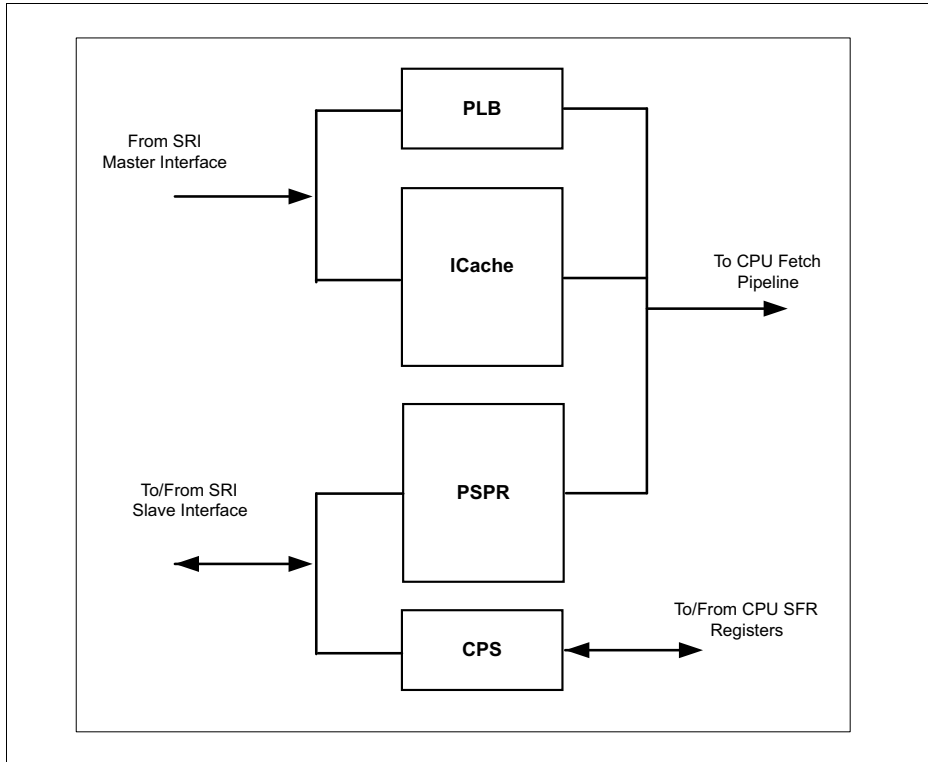 PLB
From SRI
Master Interface
ICache
To CPU Fetch
Pipeline
To/From SRI
Slave Interface
PSPR
To/From CPU SFR
Registers
CPS